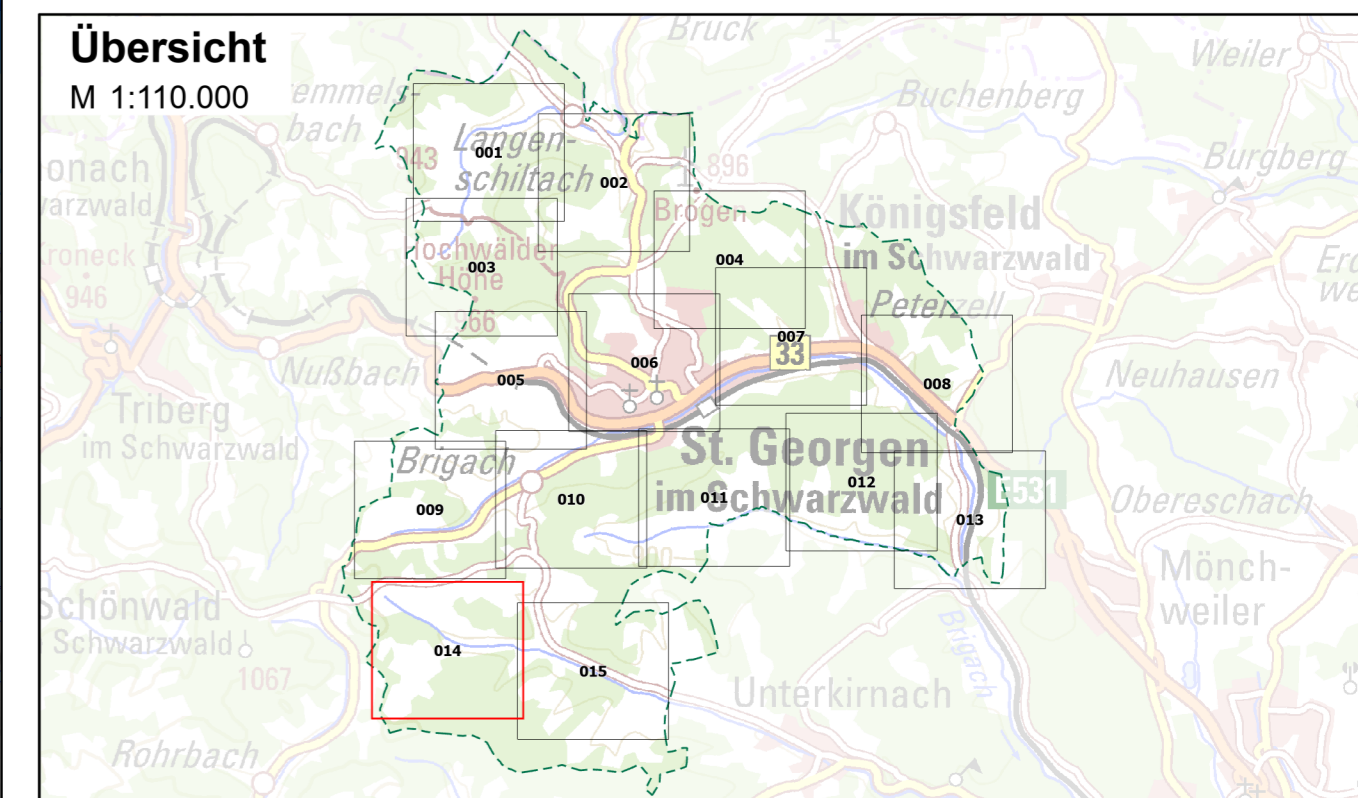 Übersicht
M 1:110.000
Bruck
Weiler
emmels-
bach
Buchenberg
Langen-
schiltach
943
001
002
896
Burgberg
onach
warzwald
Brogen
Königsfeld
im Schwarzwald
Hochwälder
Höhe
966
003
004
roneck
946
Peterzell
007
33
006
008
Nußbach
005
Neuhausen
Triberg
im Schwarzwald
St. Georgen
im Schwarzwald
Brigach
009
010
011
012
E531
013
Obereschach
900
Mönch-
weiler
Schönwald
Schwarzwald
1067
014
015
Brigach
Unterkirnach
Rohrbach